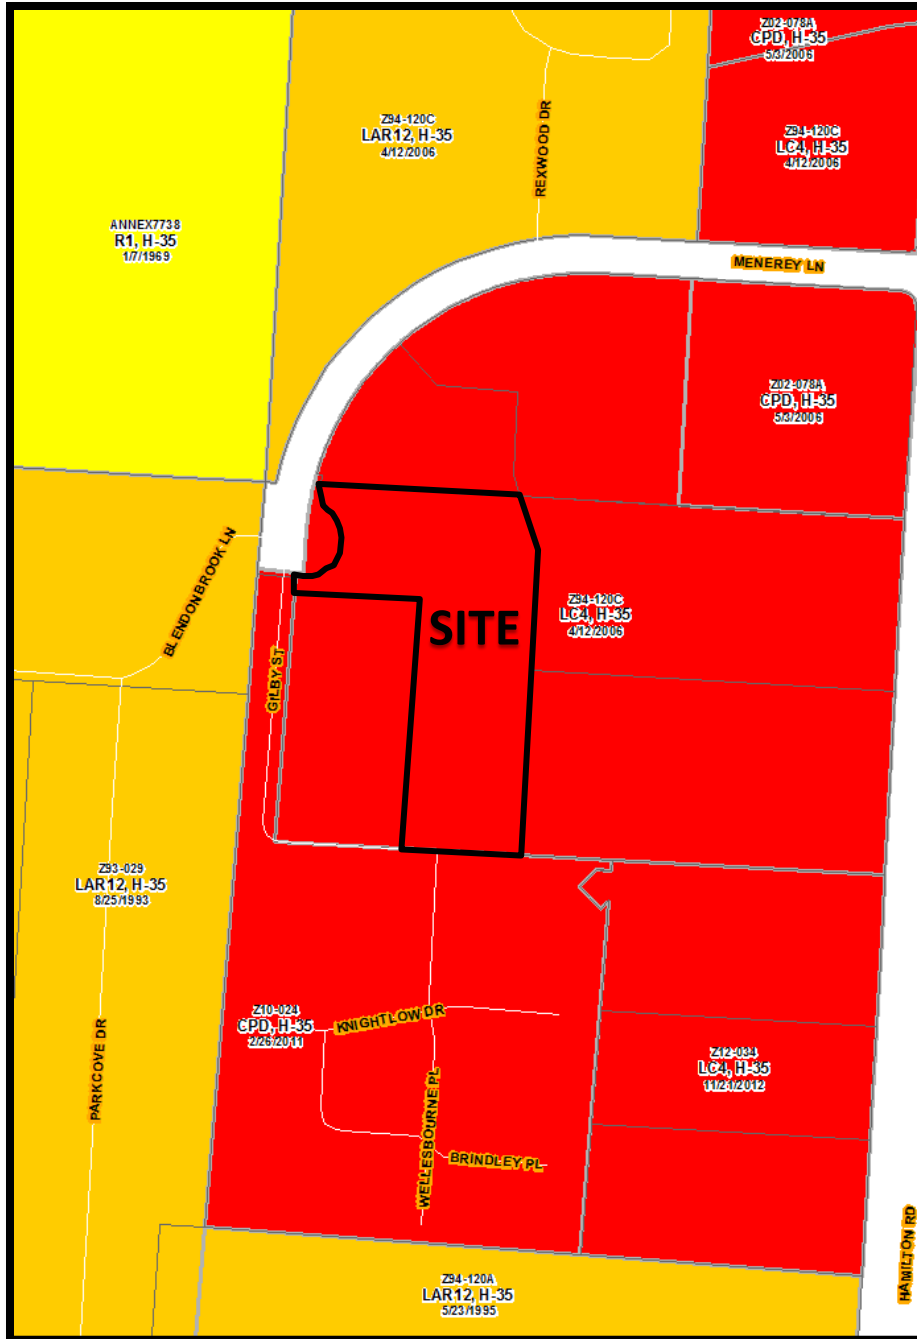 Z02-078A
CPD, H-35
5/3/2006
Z94-120C
LAR12, H-35
4/12/2006
REXWOOD DR
Z94-120C
LC4, H-35
4/12/2006
ANNEX7738
R1, H-35
1/7/1969
MENEREY LN
Z02-078A
CPD, H-35
5/3/2006
BLENDONBROOK LN
Z94-120C
LC4, H-35
4/12/2006
SITE
GILBY ST
Z93-029
LAR12, H-35
8/25/1993
Z10-024
CPD, H-35
2/26/2011
KNIGHTLOW DR
PARKCOVE DR
WELLESBOURNE PL
Z12-034
LC4, H-35
11/21/2012
BRINDLEY PL
HAMILTON RD
Z94-120A
LAR12, H-35
5/23/1995